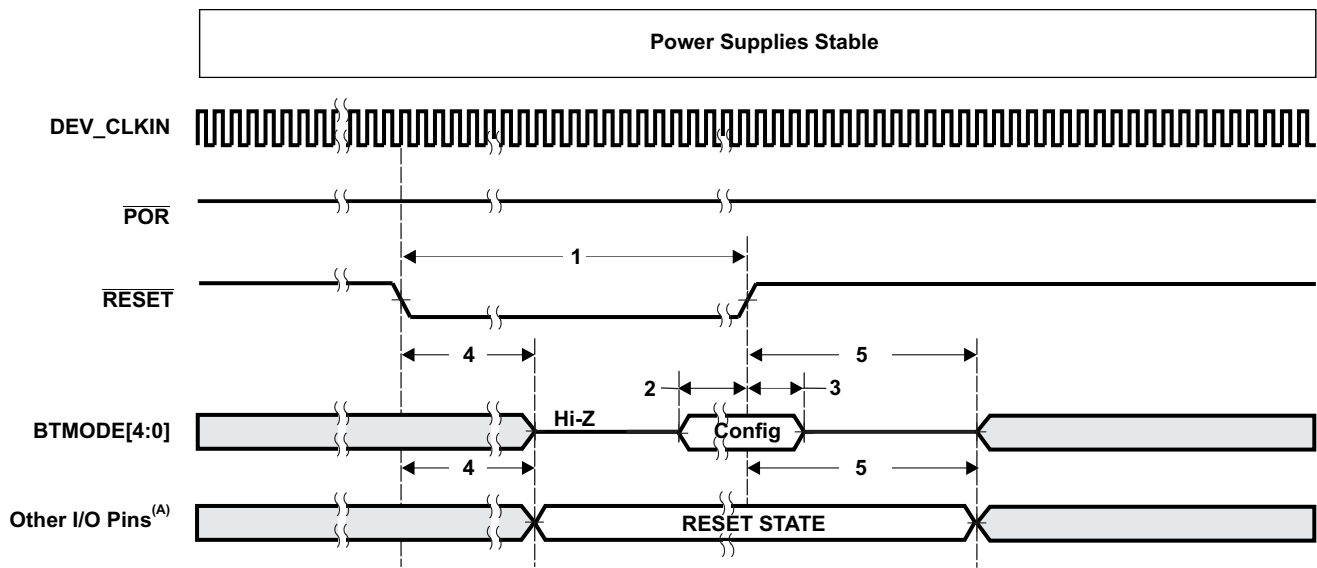 Power Supplies Stable
DEV_CLKIN
POR
1
RESET
4
5
2
3
BTMODE[4:0]
Hi-Z
Config
4
5
Other I/O Pins(A)
RESET STATE